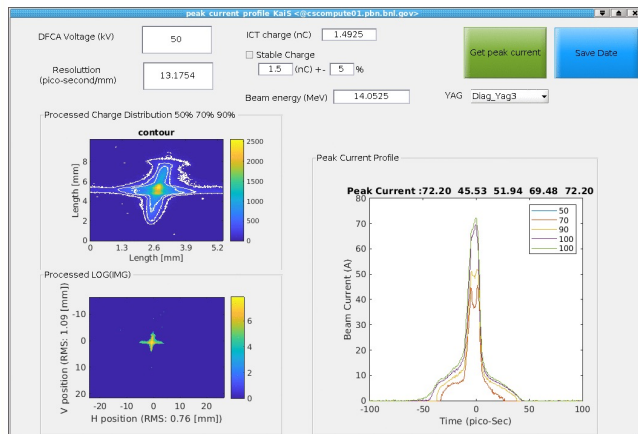 peak current profile KaiS <@cscompute01.pbn.bnl.gov>
DFCA Voltage (kV)
50
ICT charge (nC)
1.4925
Get peak current
Save Date
Stable Charge
1.5 (nC) +- 5 %
Resoluttion
(pico-second/mm)
13.1754
Beam energy (MeV)
14.0525
YAG
Diag_Yag3
Processed Charge Distribution 50% 70% 90%
contour
Length [mm]
8
6
4
2
0
0 1.3 2.6 3.9 5.2
Length [mm]
2500
2000
1500
1000
500
0
Processed LOG(IMG)
V position (RMS: 1.09 [mm])
-10
0
10
20
-20 -10 0 10 20
H position (RMS: 0.76 [mm])
6
4
2
0
Peak Current Profile
Peak Current :72.20 45.53 51.94 69.48 72.20
Beam Current (A)
80
70
60
50
40
30
20
10
0
-100 -50 0 50 100
Time (pico-Sec)
50
70
90
100
100